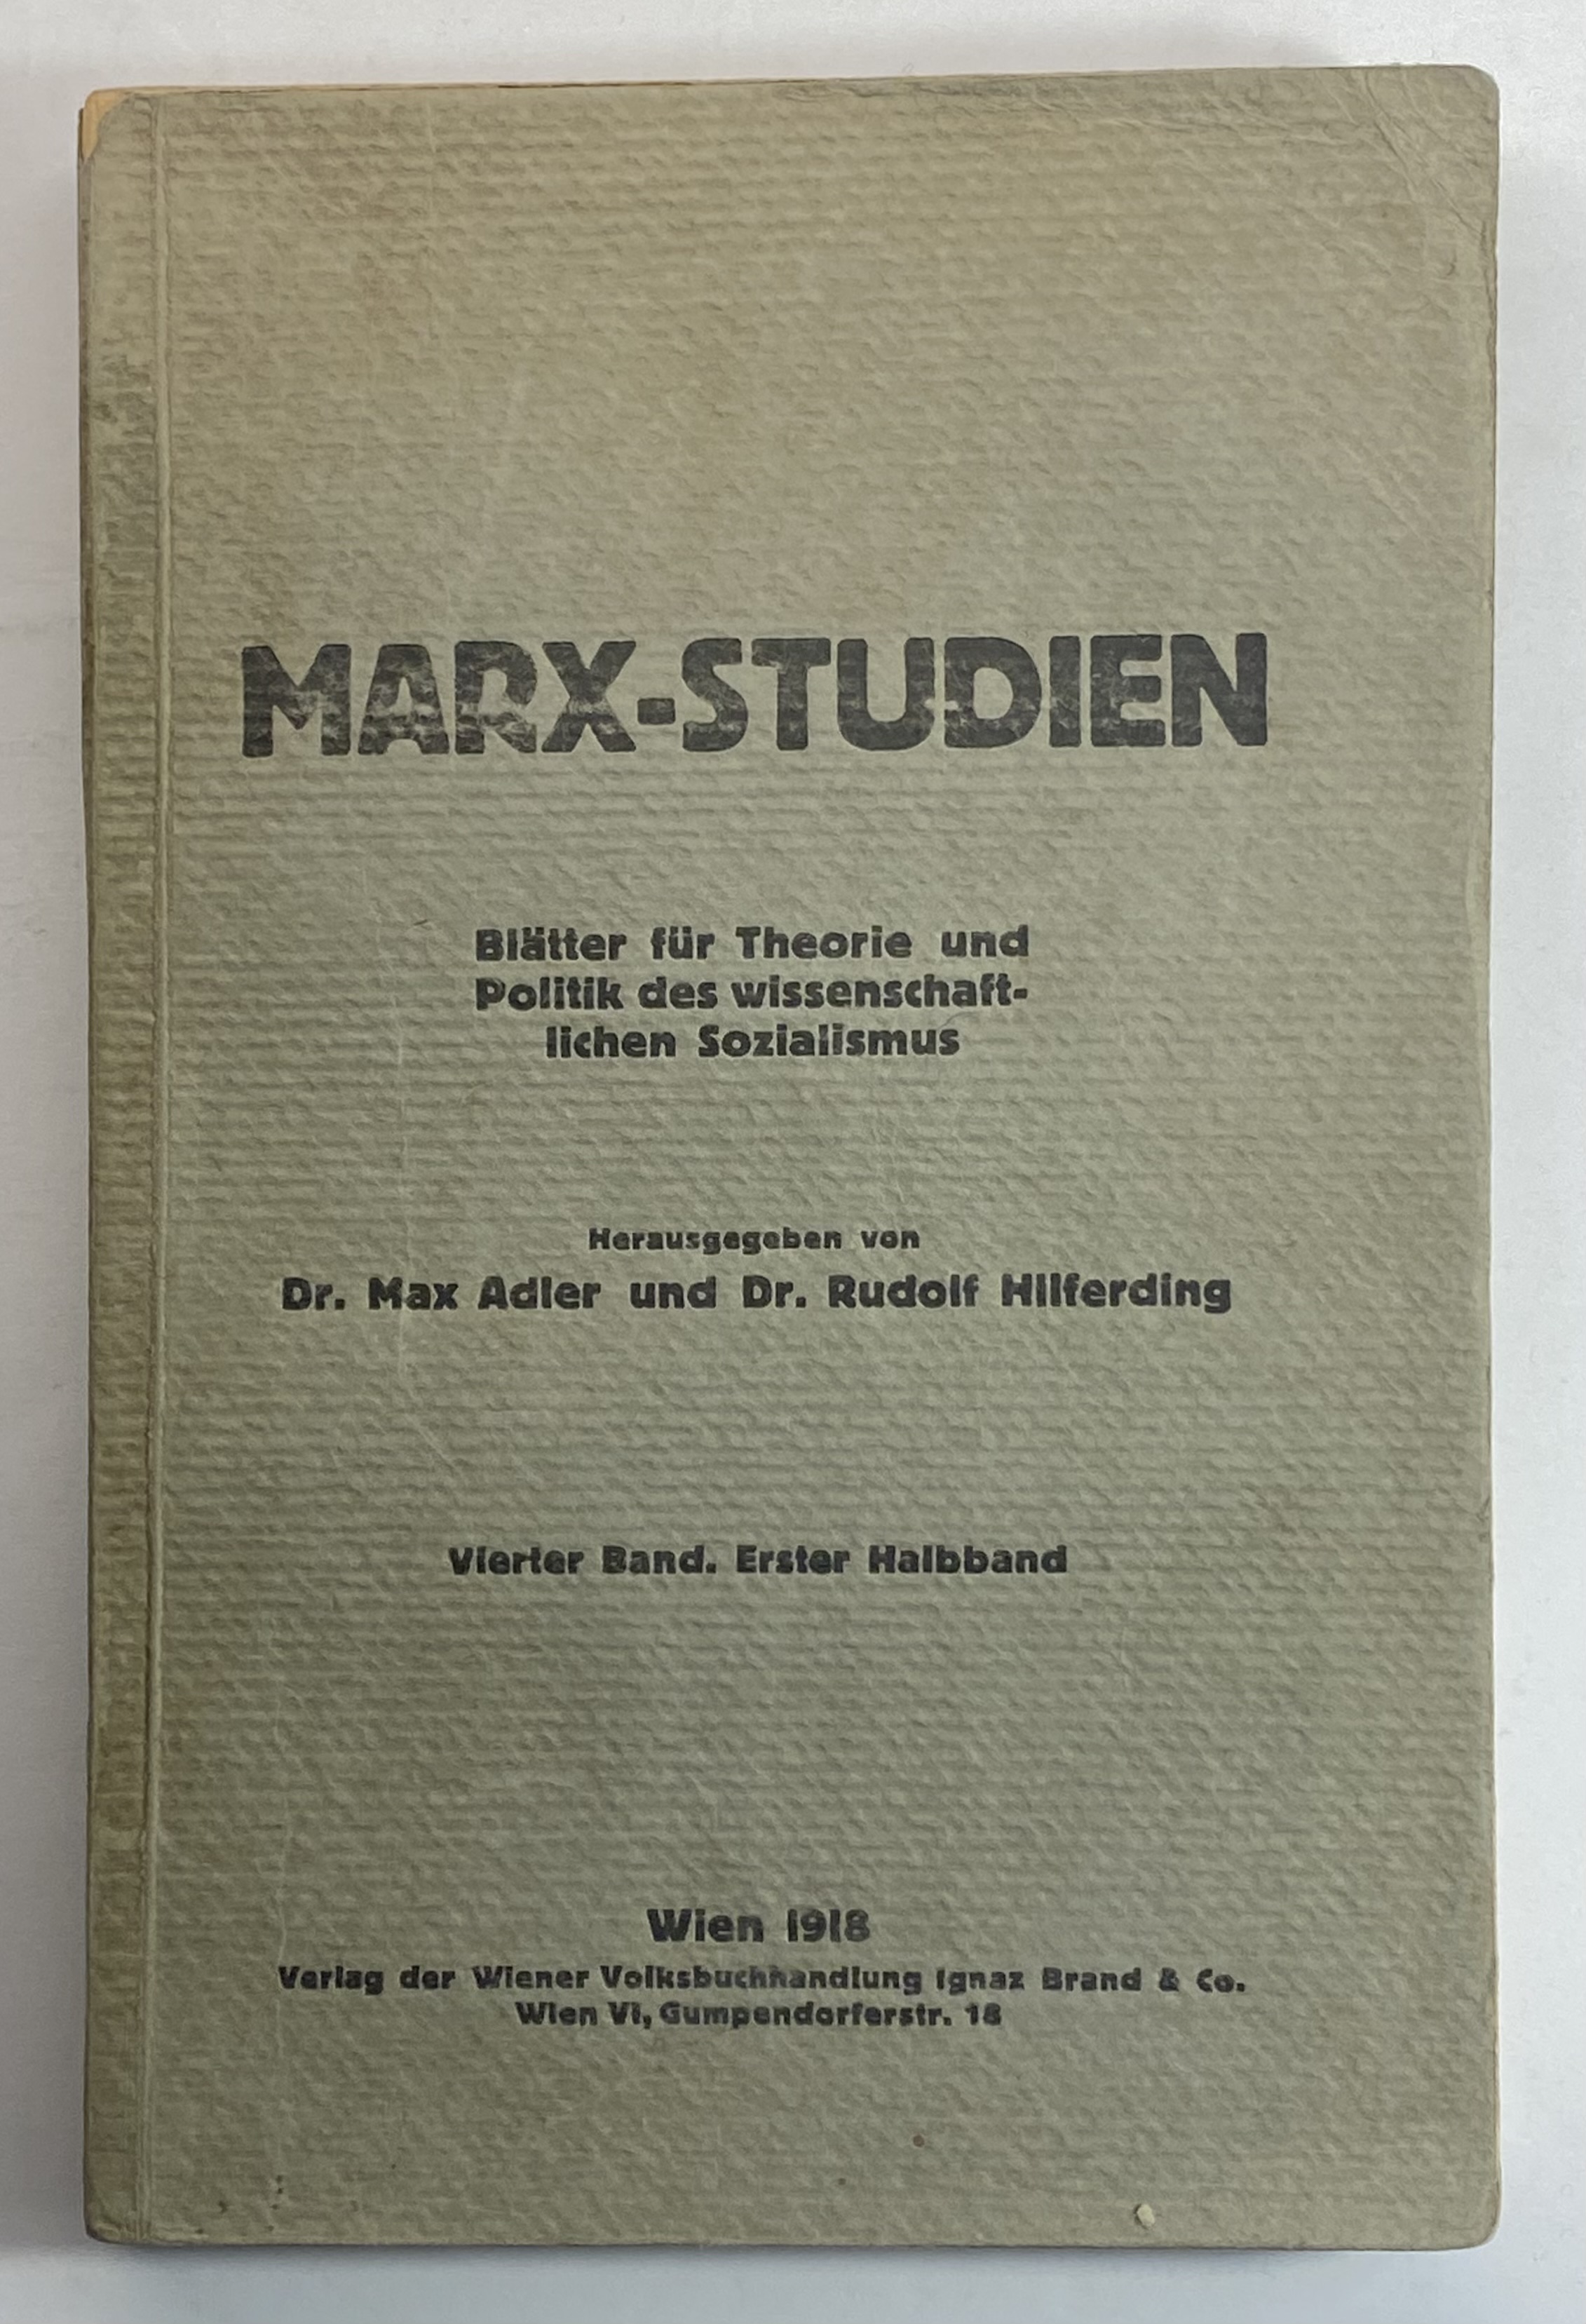 MARX-STUDIEN
Blätter für Theorie und
Politik des wissenschaft-
lichen Sozialismus
Herausgegeben von
Dr. Max Adler und Dr. Rudolf Hilferding
Vierter Band. Erster Halbband
Wien 1918
Verlag der Wiener Volksbuchhandlung Ignaz Brand & Co.
Wien VI, Gumpendorferstr. 18